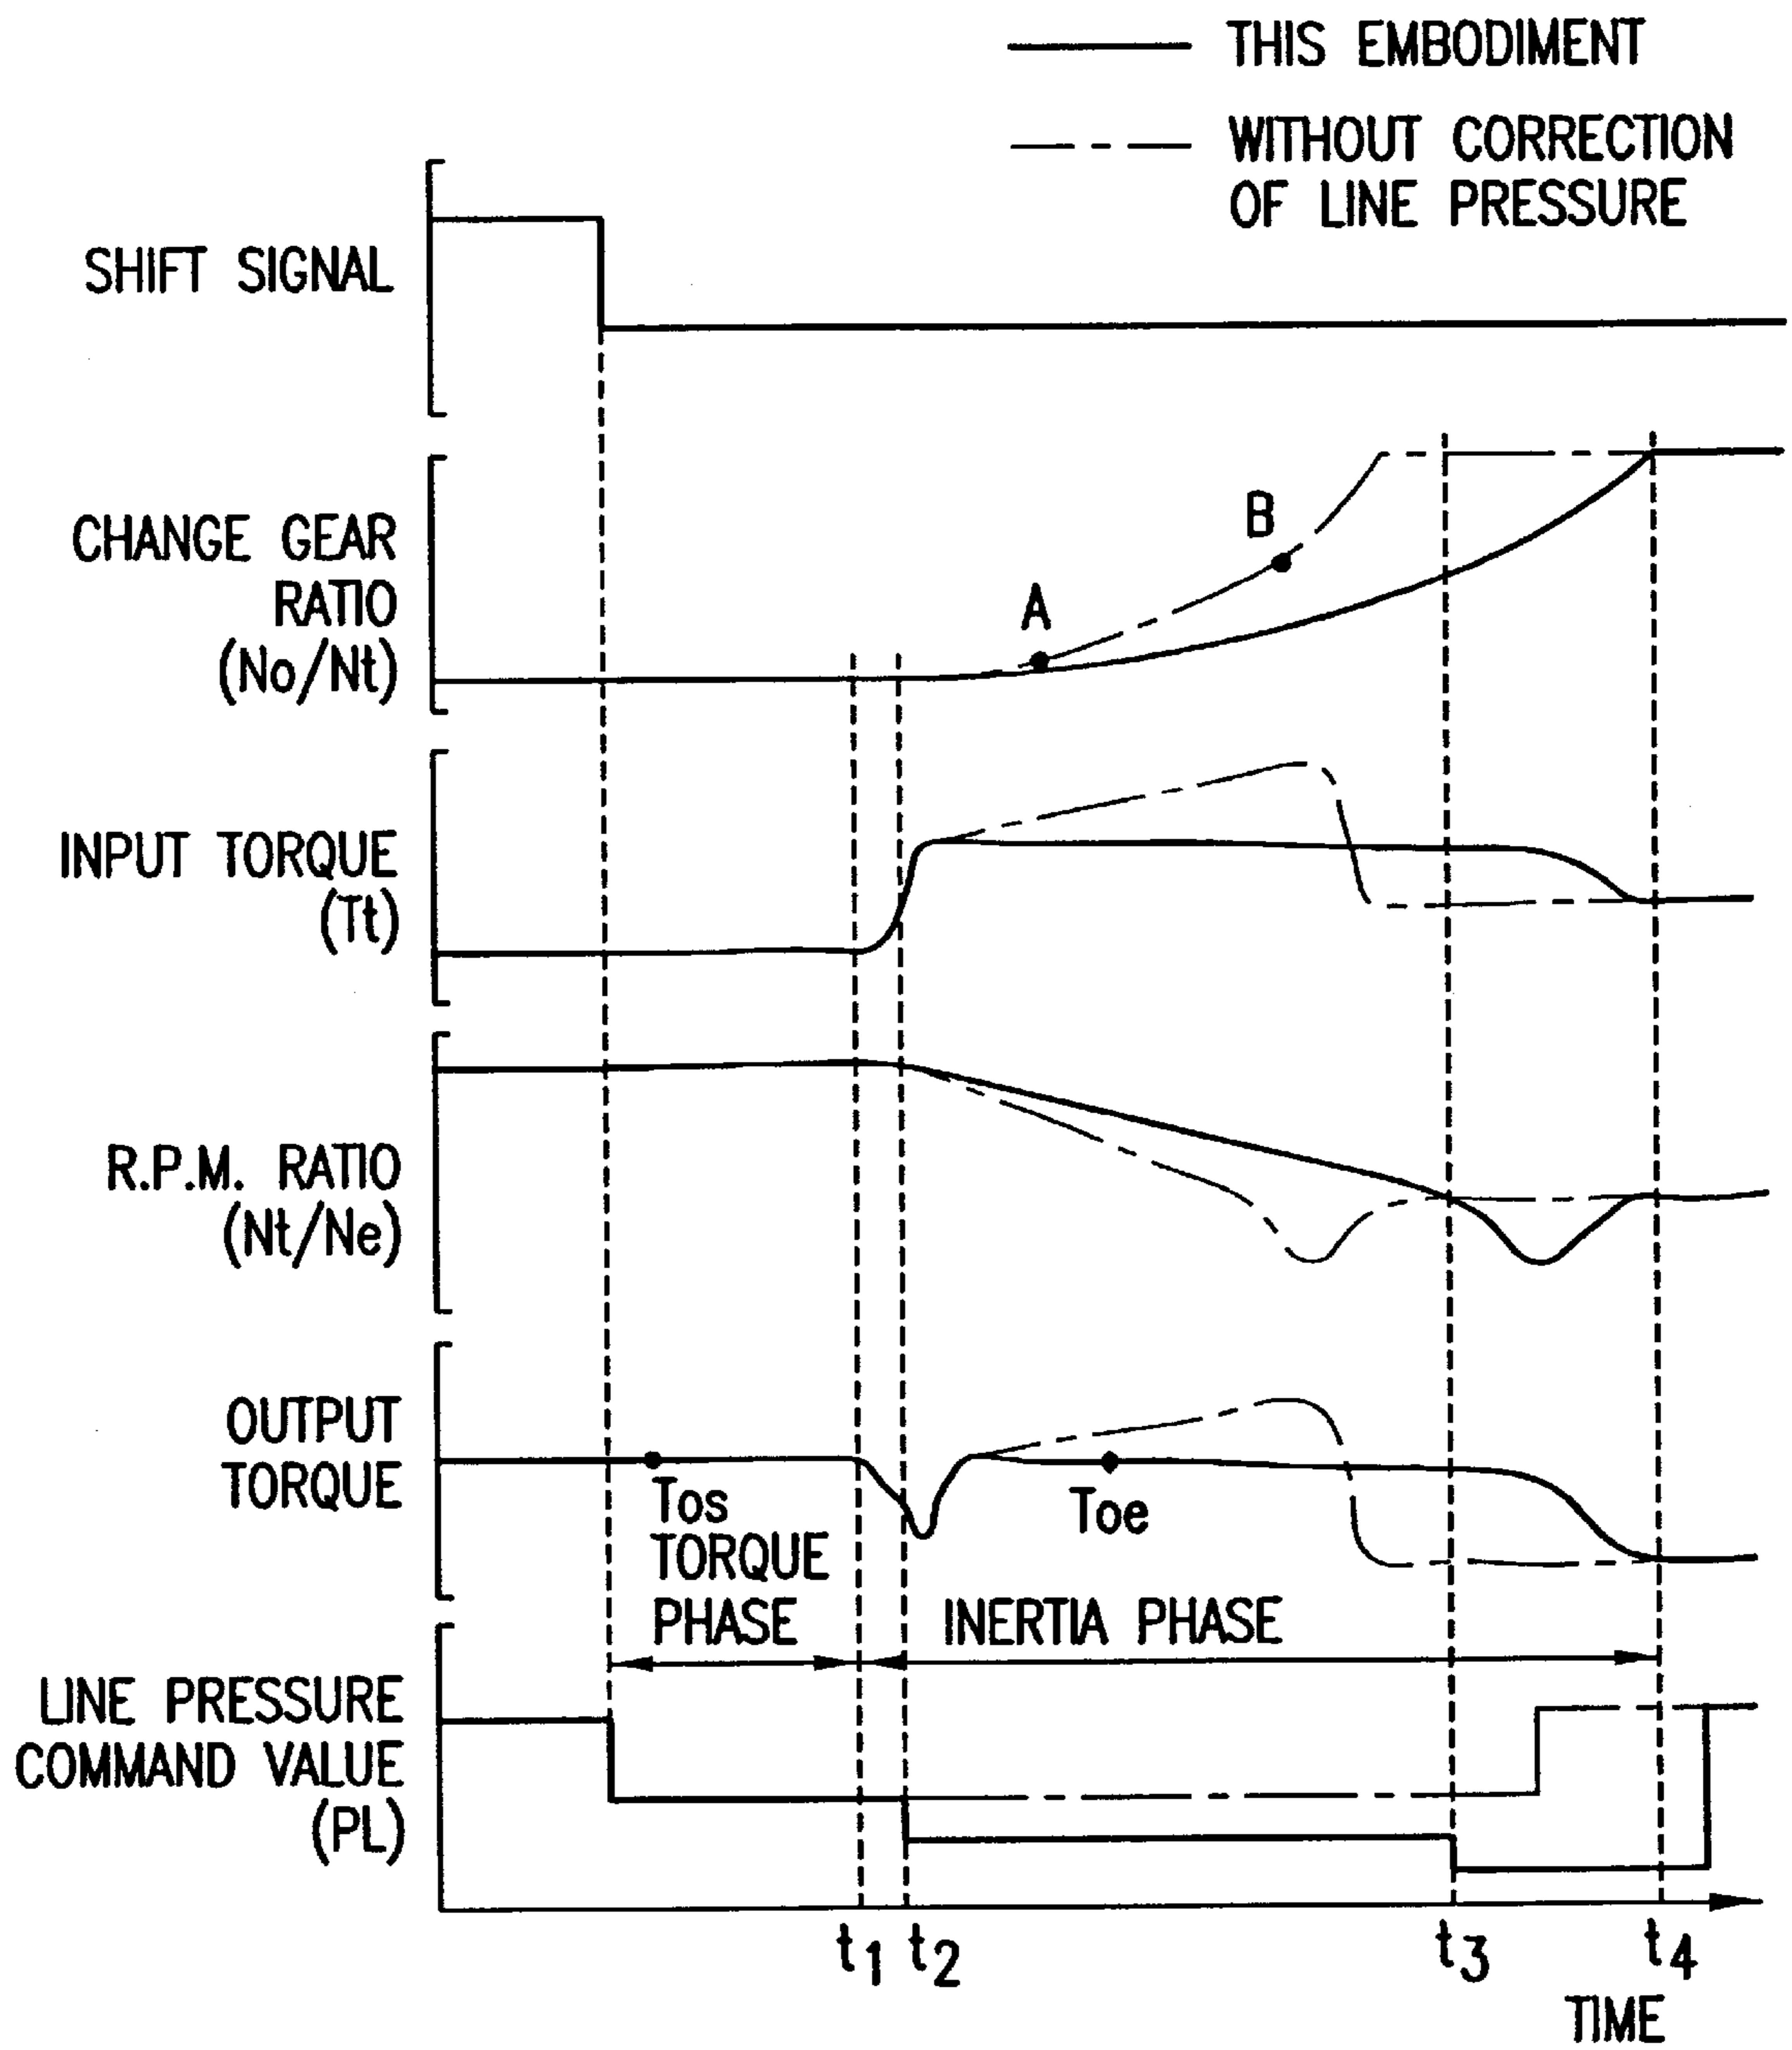 THIS EMBODIMENT
WITHOUT CORRECTION
OF LINE PRESSURE
SHIFT SIGNAL
CHANGE GEAR
RATIO
(No/Nt)
A
B
INPUT TORQUE
(Tt)
R.P.M. RATIO
(Nt/Ne)
OUTPUT
TORQUE
Tos
Toe
TORQUE
PHASE
INERTIA PHASE
LINE PRESSURE
COMMAND VALUE
(PL)
t1 t2 t3 t4
TIME